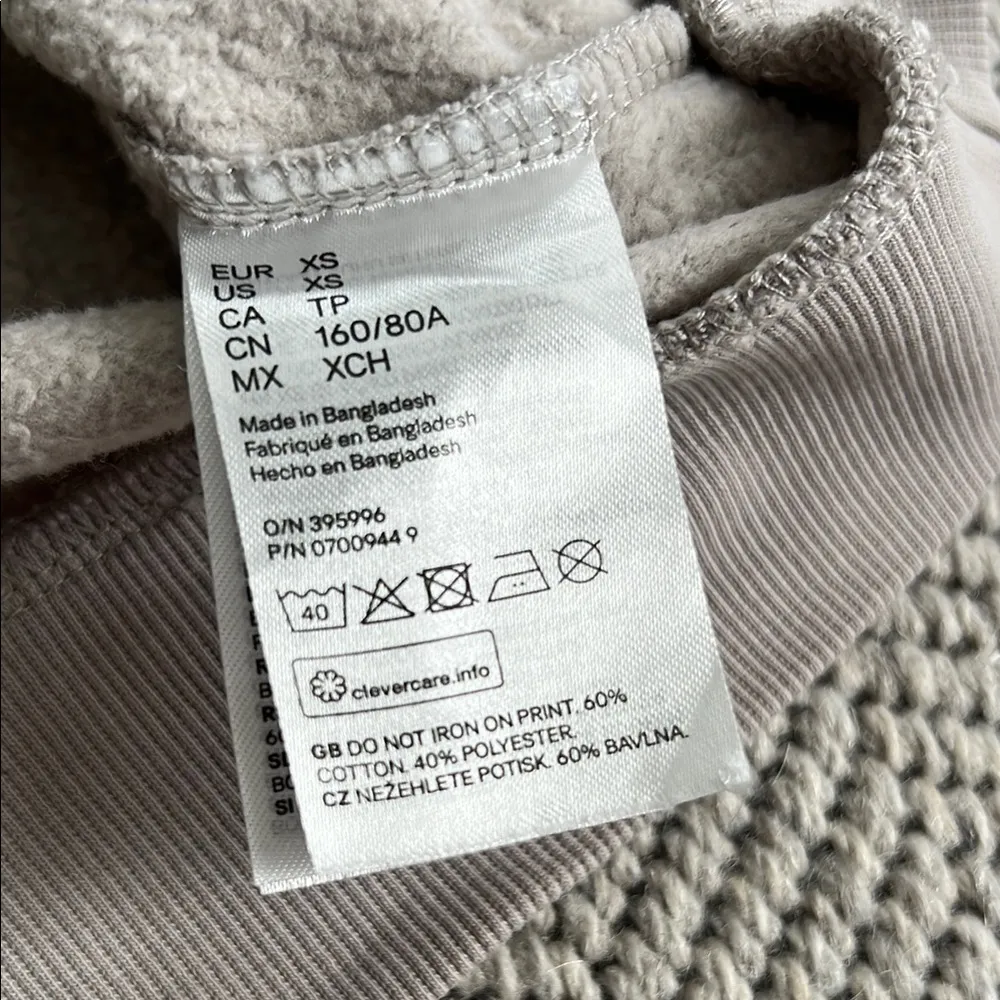 EUR XS
US XS
CA TP
CN 160/80A
MX XCH
Made in Bangladesh
Fabriqué en Bangladesh
Hecho en Bangladesh
O/N 395996
P/N 0700944 9
40
clevercare.info
GB DO NOT IRON ON PRINT. 60%
COTTON. 40% POLYESTER.
CZ NEŽEHLETE POTISK. 60% BAVLNA.